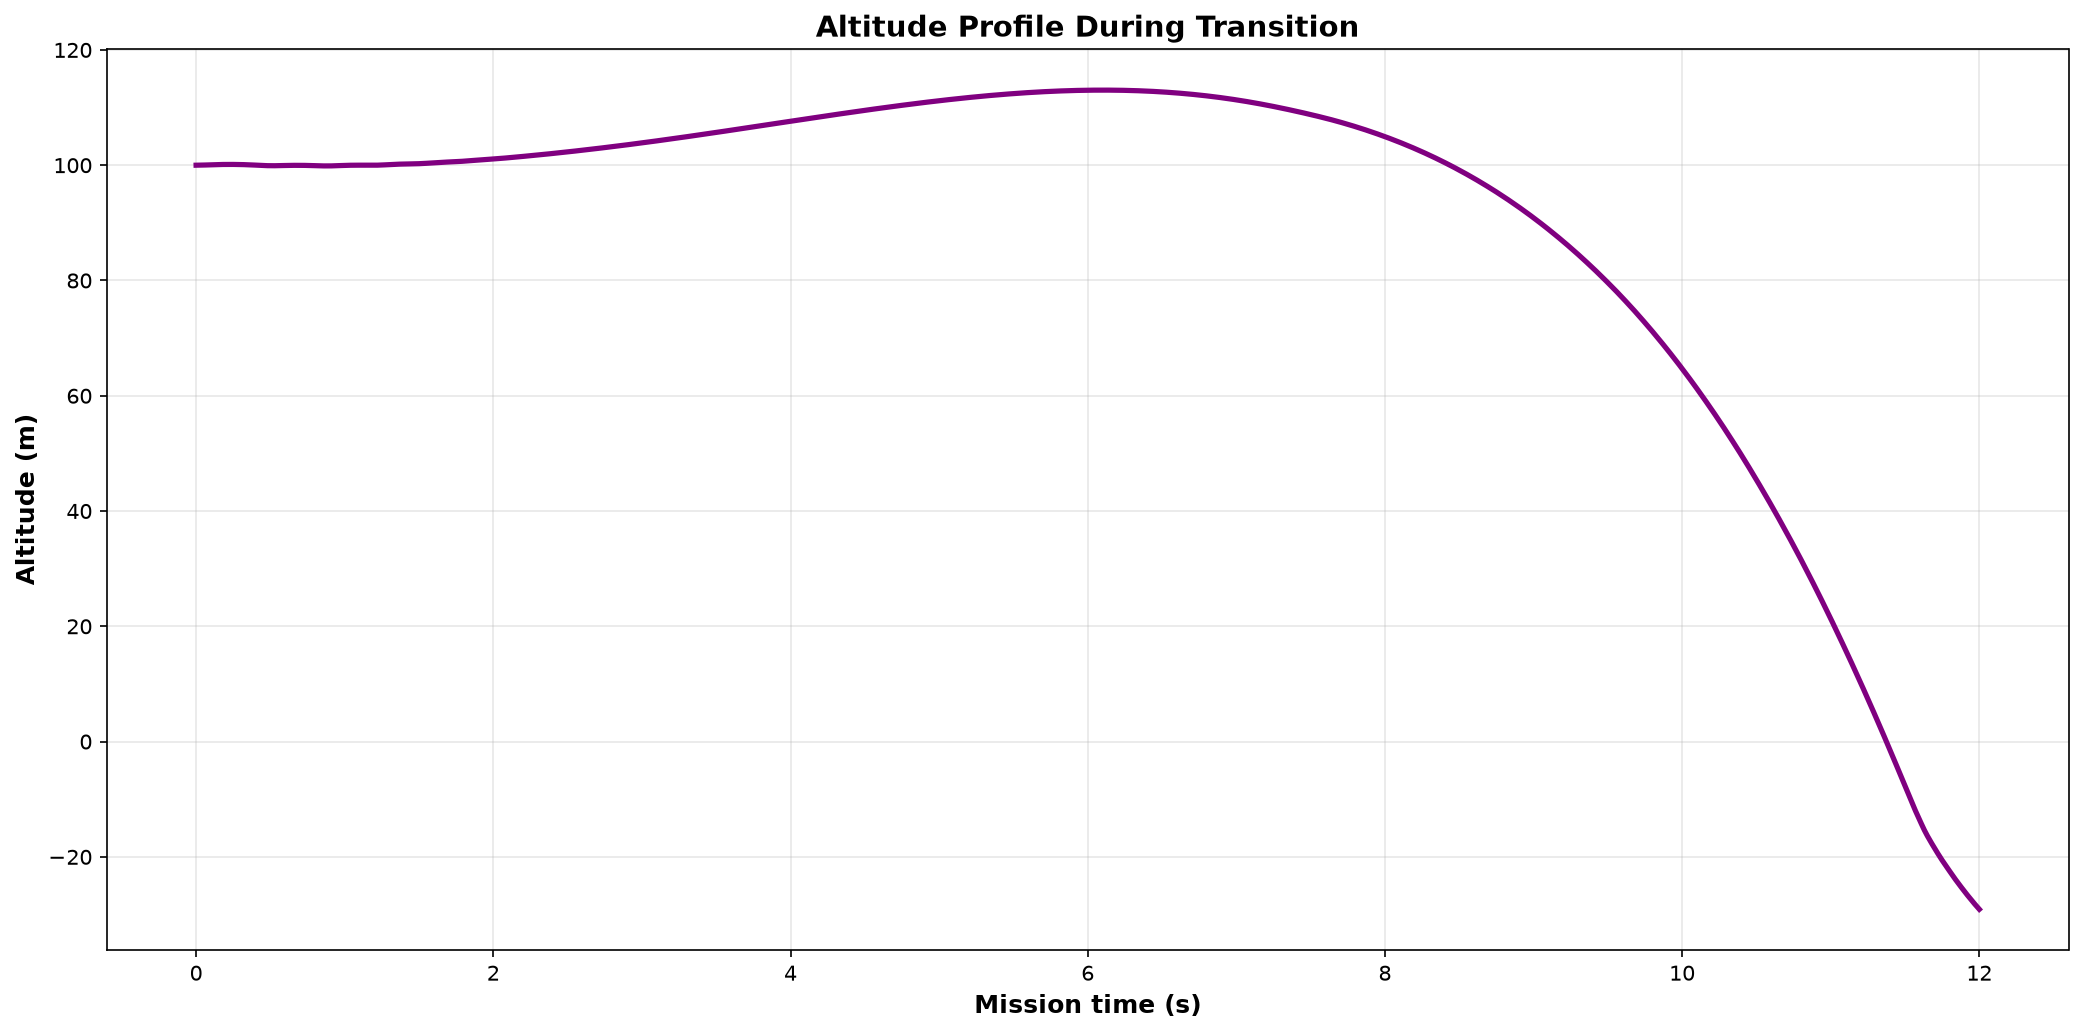 Altitude Profile During Transition
120
100
80
60
40
20
0
−20
Altitude (m)
0 2 4 6 8 10 12
Mission time (s)